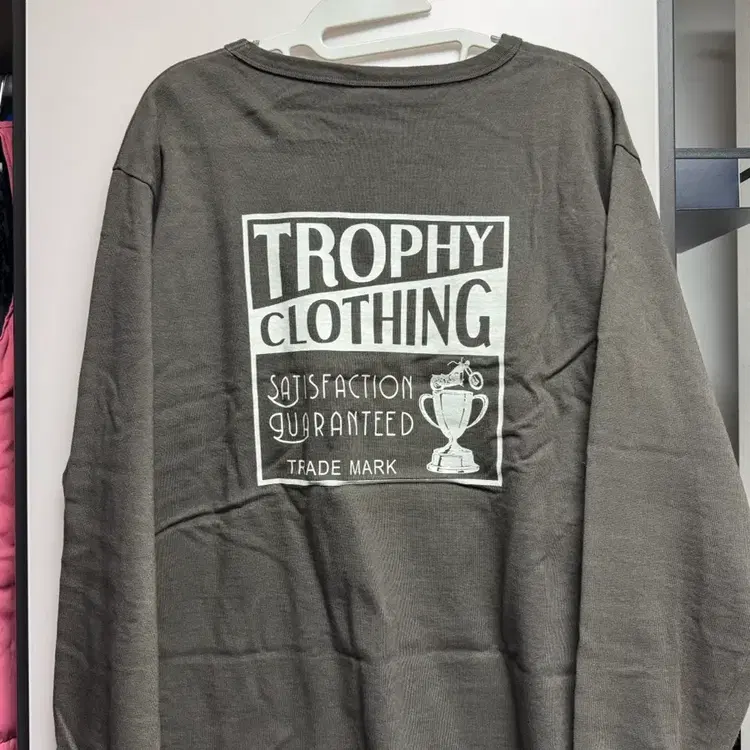 TROPHY
CLOTHING
SATISFACTION
GUARANTEED
TRADE MARK